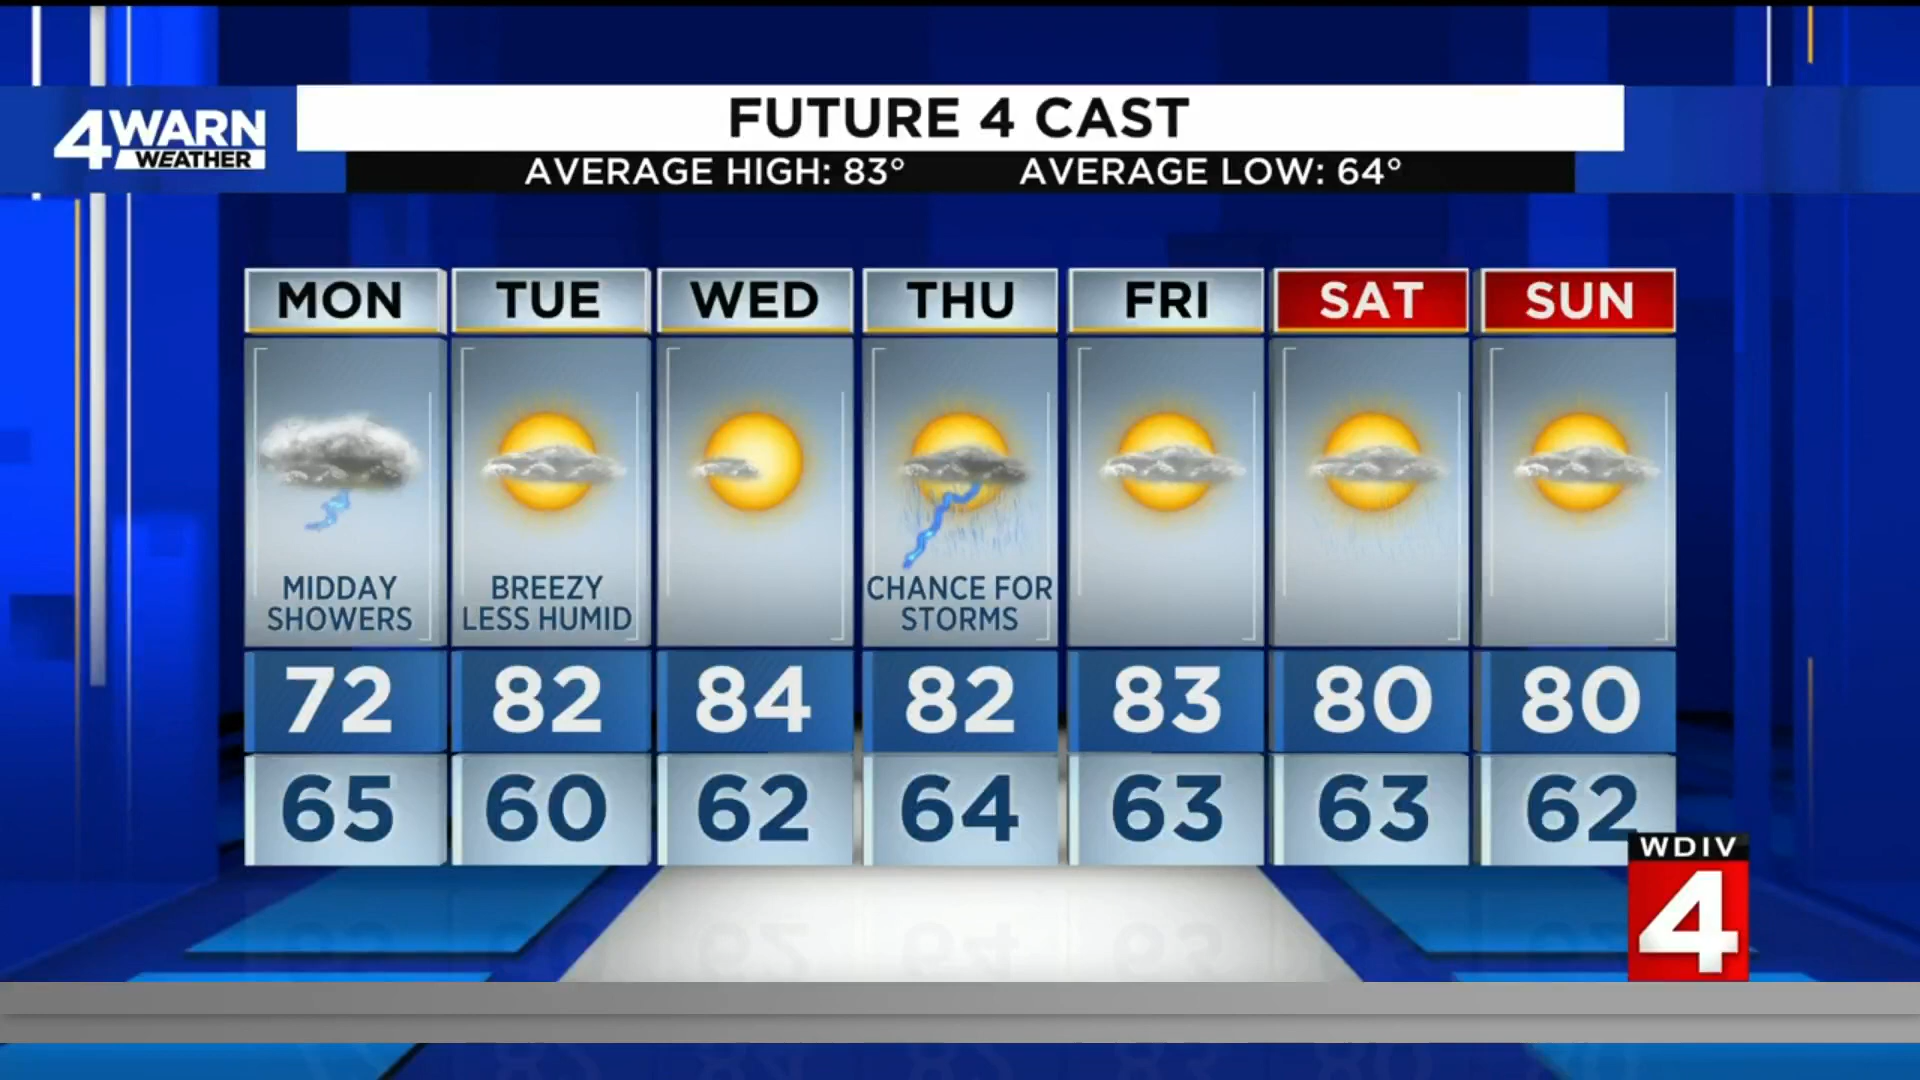 4WARN
WEATHER
FUTURE 4 CAST
AVERAGE HIGH: 83° AVERAGE LOW: 64°
MON TUE WED THU FRI SAT SUN
MIDDAY
SHOWERS
BREEZY
LESS HUMID
CHANCE FOR
STORMS
72 82 84 82 83 80 80
65 60 62 64 63 63 62
WDIV
4